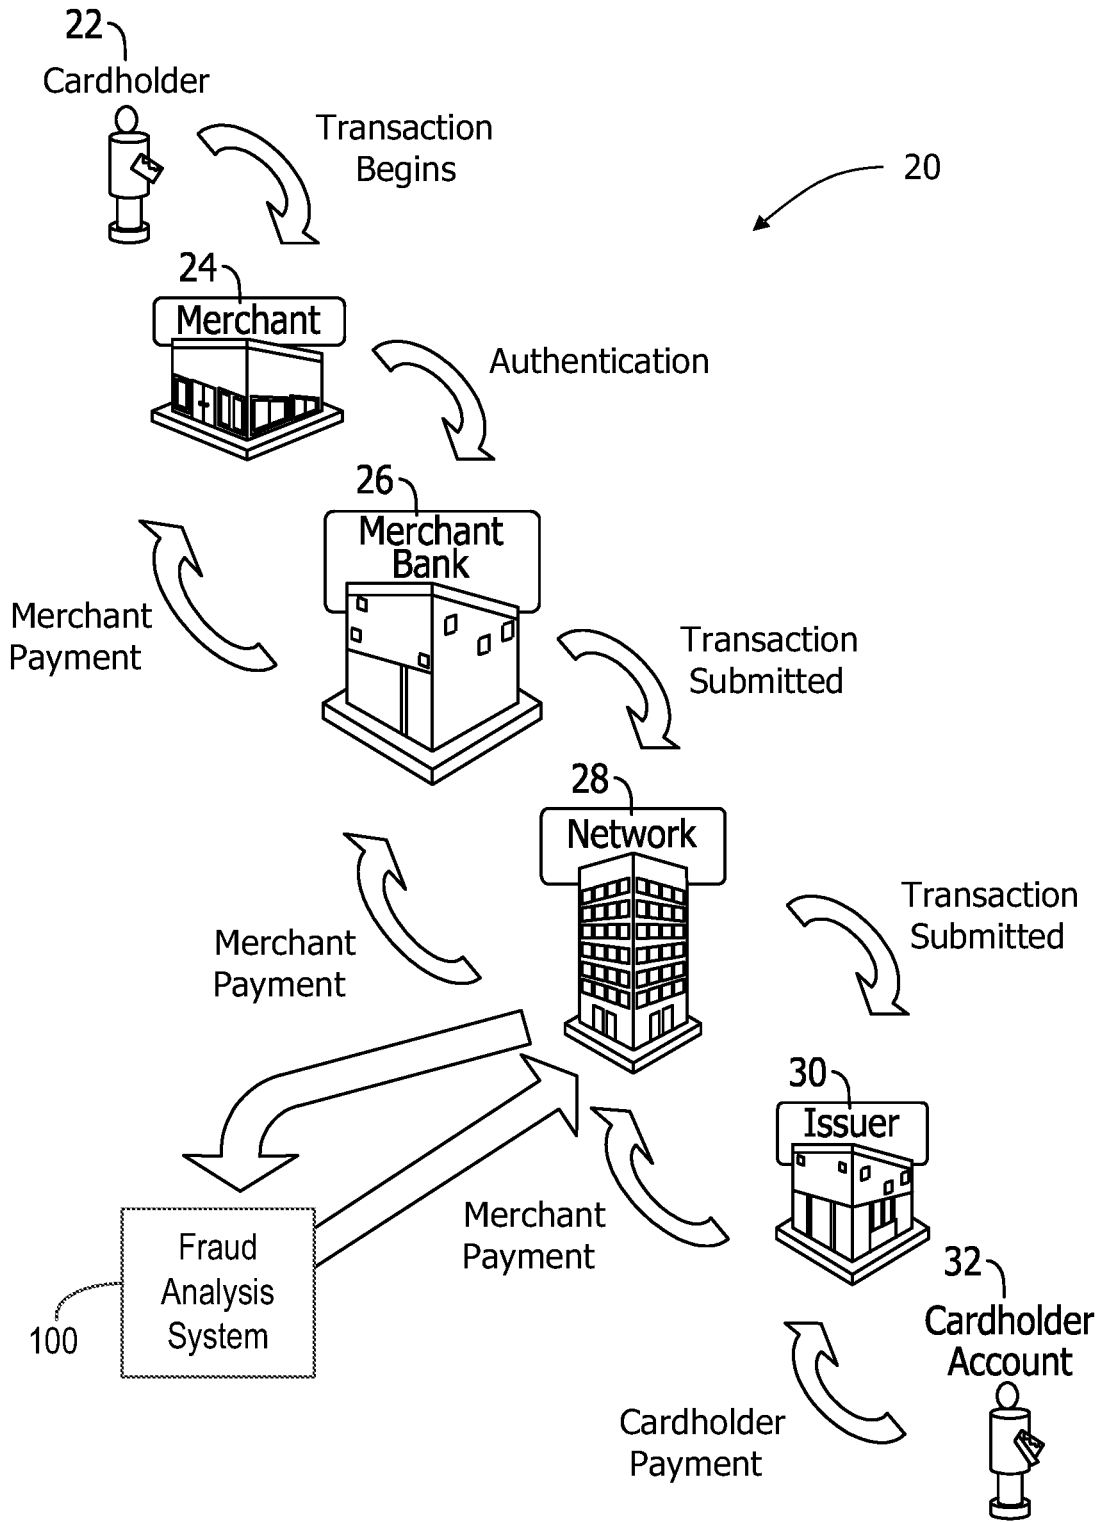 22
Cardholder
Transaction
Begins
20
24
Merchant
Authentication
26
Merchant
Bank
Merchant
Payment
Transaction
Submitted
28
Network
Transaction
Submitted
Merchant
Payment
30
Issuer
Merchant
Payment
Fraud
Analysis
System
100
32
Cardholder
Account
Cardholder
Payment